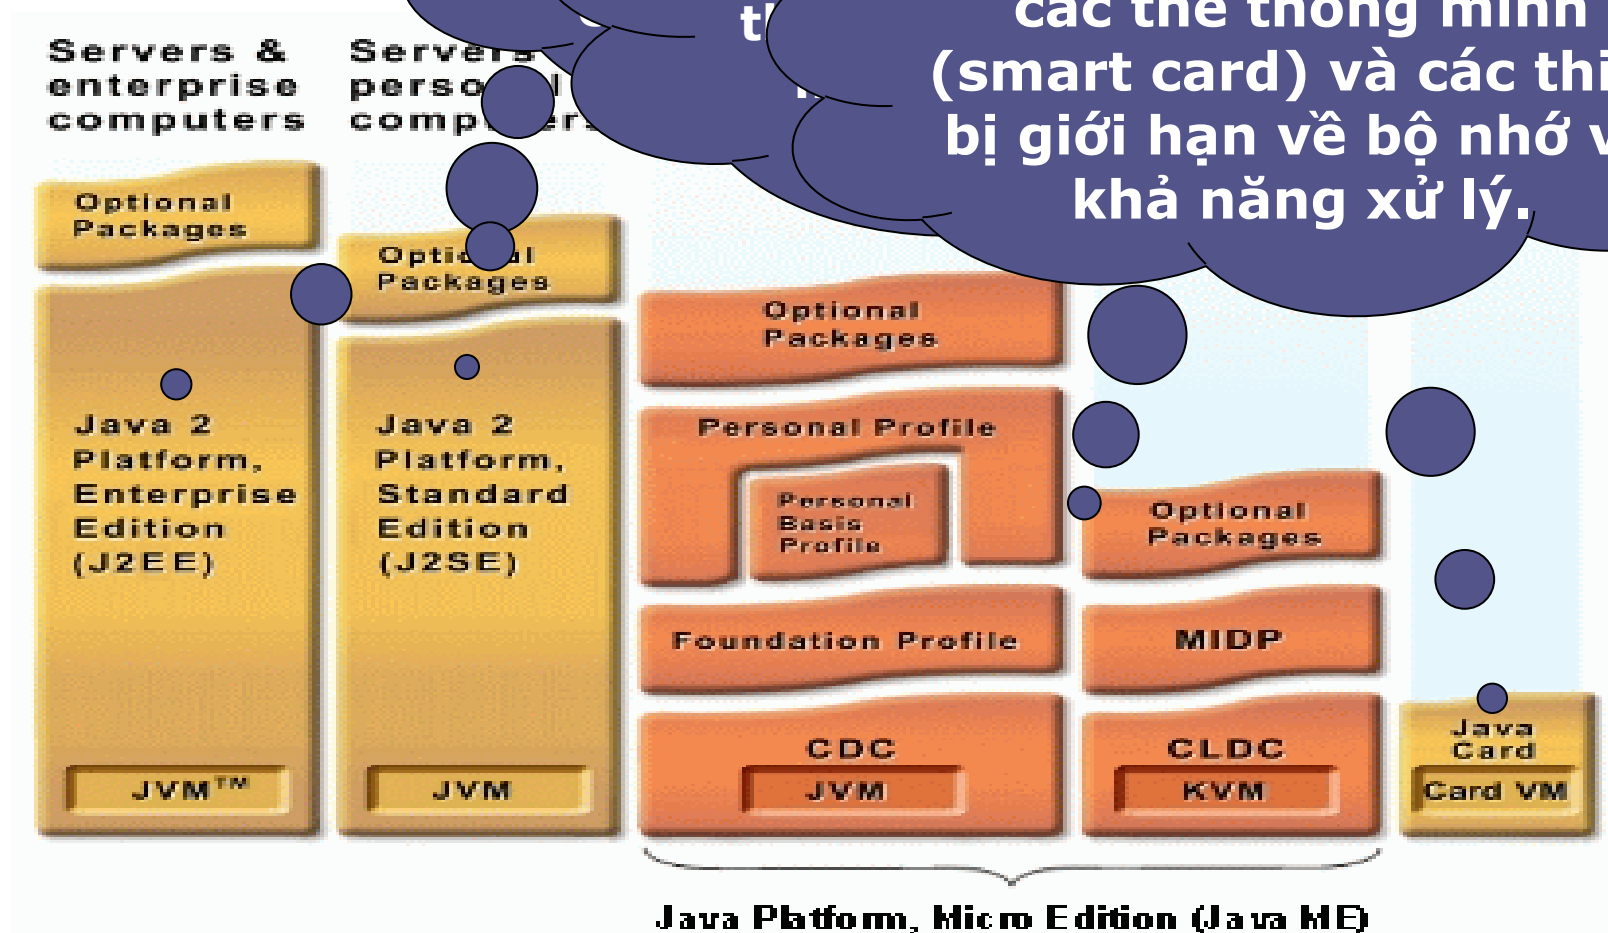 Servers &
enterprise
computers
Servers
các thẻ thông minh
(smart card) và các
bị giới hạn về bộ nhớ
khả năng xử lý.
Optional
Packages
Java 2
Platform,
Enterprise
Edition
(J2EE)
JVM™
Optional
Packages
Java 2
Platform,
Standard
Edition
(J2SE)
JVM
Optional
Packages
Personal Profile
Personal
Basis
Profile
Foundation Profile
CDC
JVM
Optional
Packages
MIDP
CLDC
KVM
Java
Card
Card VM
Java Platform, Micro Edition (Java ME)